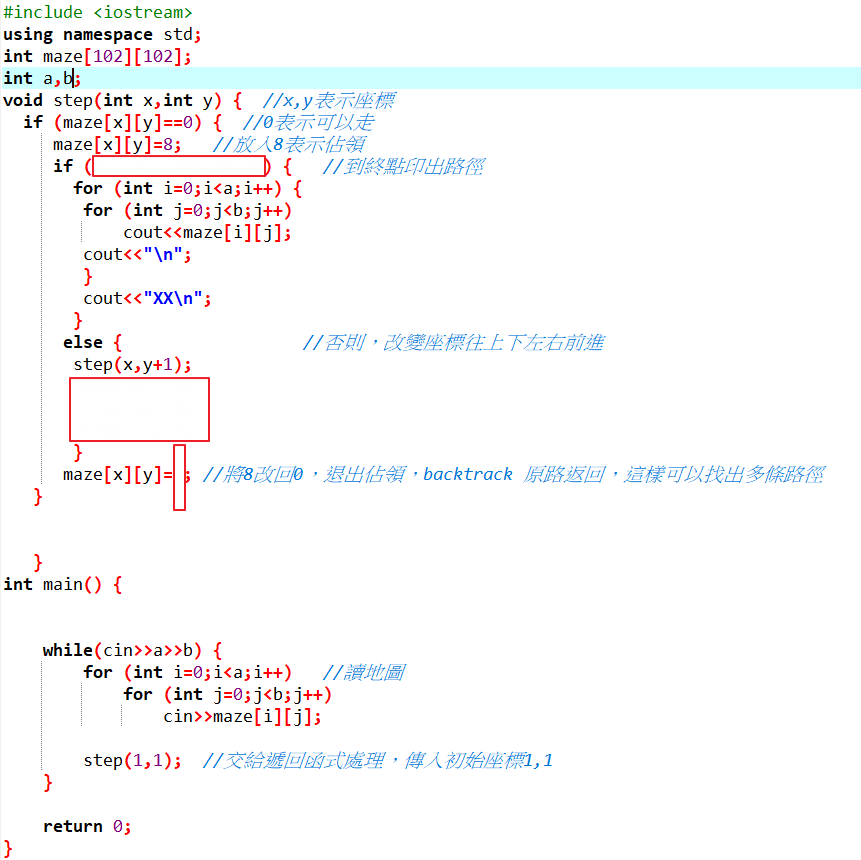 #include <iostream>
using namespace std;
int maze[102][102];
int a,b;
void step(int x,int y) {  //x,y表示座標
if (maze[x][y]==0) {  //0表示可以走
maze[x][y]=8;   //放入8表示佔領
if (                ) {   //到終點印出路徑
for (int i=0;i<a;i++) {
for (int j=0;j<b;j++)
cout<<maze[i][j];
cout<<"\n";
}
cout<<"XX\n";
}
else {                  //否則，改變座標往上下左右前進
step(x,y+1);
}
maze[x][y]= ; //將8改回0，退出佔領，backtrack 原路返回，這樣可以找出多條路徑
}
}
int main() {
while(cin>>a>>b) {
for (int i=0;i<a;i++)   //讀地圖
for (int j=0;j<b;j++)
cin>>maze[i][j];
step(1,1);  //交給遞回函式處理，傳入初始座標1,1
}
return 0;
}